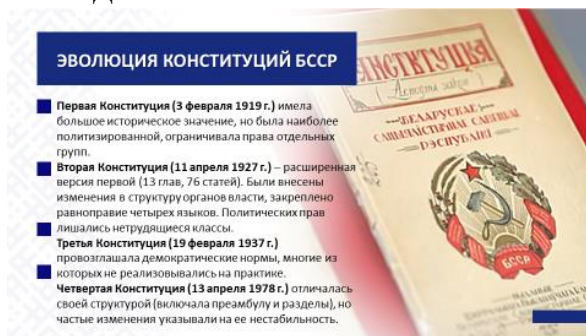 ЭВОЛЮЦИЯ КОНСТИТУЦИЙ БССР
Первая Конституция (3 февраля 1919 г.) имела
большое историческое значение, но была наиболее
политизированной, ограничивала права отдельных
групп.
Вторая Конституция (11 апреля 1927 г.) – расширенная
версия первой (13 глав, 76 статей). Были внесены
изменения в структуру органов власти, закреплено
равноправие четырех языков. Политических прав
лишались нетрудящиеся классы.
Третья Конституция (19 февраля 1937 г.)
провозглашала демократические нормы, многие из
которых не реализовывались на практике.
Четвертая Конституция (13 апреля 1978 г.) отличалась
своей структурой (включала преамбулу и разделы), но
частые изменения указывали на ее нестабильность.
БЕЛАРУСКАЕ
РЭСПУБЛІКІ
БССР